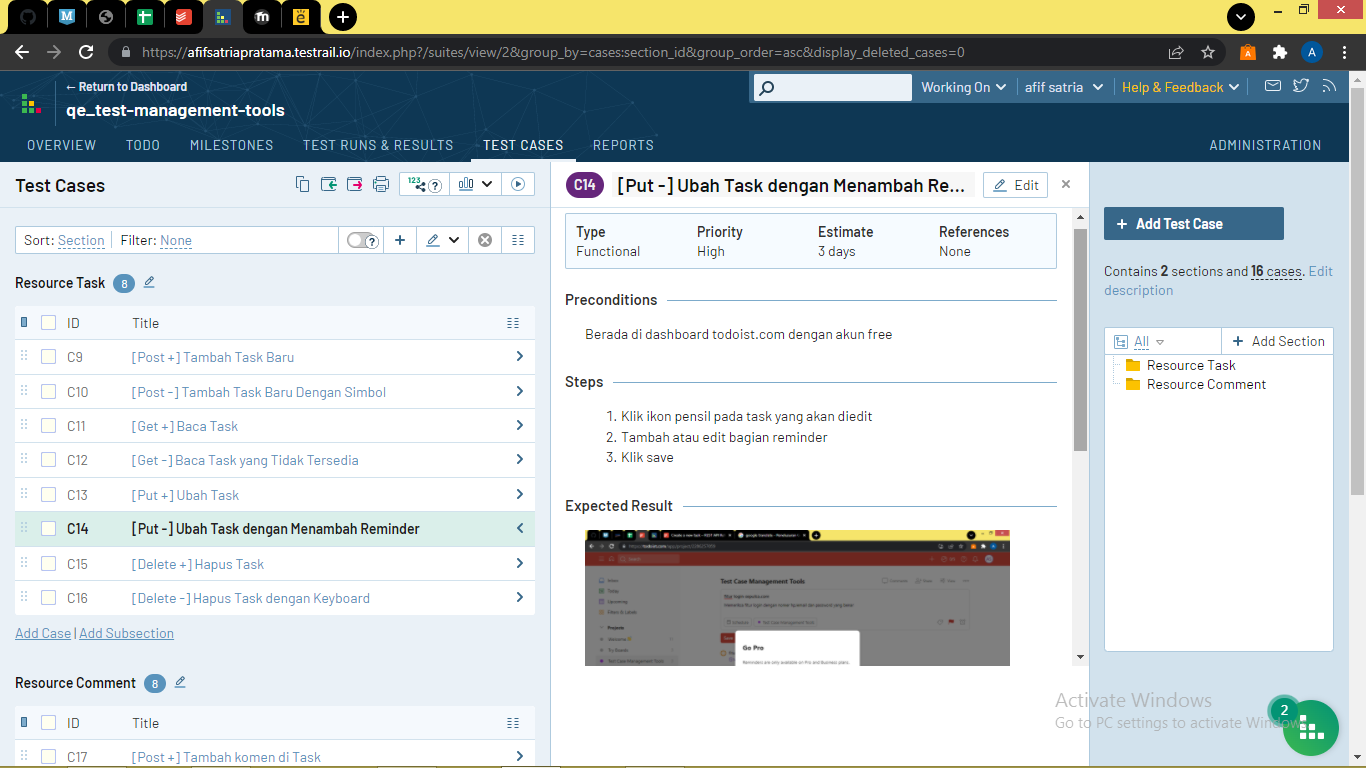 https://afifsatriapratama.testrail.io/index.php?/suites/view/2&group_by=cases:section_id&group_order=asc&display_deleted_cases=0
A
← Return to Dashboard
qe_test-management-tools
Working On
afif satria
Help & Feedback
OVERVIEW
TODO
MILESTONES
TEST RUNS & RESULTS
TEST CASES
REPORTS
ADMINISTRATION
Test Cases
123
?
Sort: Section
Filter: None
?
Resource Task 8
ID Title
C9 [Post +] Tambah Task Baru
C10 [Post -] Tambah Task Baru Dengan Simbol
C11 [Get +] Baca Task
C12 [Get -] Baca Task yang Tidak Tersedia
C13 [Put +] Ubah Task
C14 [Put -] Ubah Task dengan Menambah Reminder
C15 [Delete +] Hapus Task
C16 [Delete -] Hapus Task dengan Keyboard
Add Case | Add Subsection
Resource Comment 8
ID Title
C17 [Post +] Tambah komen di Task
C14 [Put -] Ubah Task dengan Menambah Re...
Edit
Type Priority Estimate References
Functional High 3 days None
Preconditions
Berada di dashboard todoist.com dengan akun free
Steps
1. Klik ikon pensil pada task yang akan diedit
2. Tambah atau edit bagian reminder
3. Klik save
Expected Result
Test Case Management Tools
Go Pro
Reminders are only available on Pro and Business plans.
+ Add Test Case
Contains 2 sections and 16 cases. Edit
description
All
+ Add Section
Resource Task
Resource Comment
Activate Windows
Go to PC settings to activate Windows.
2